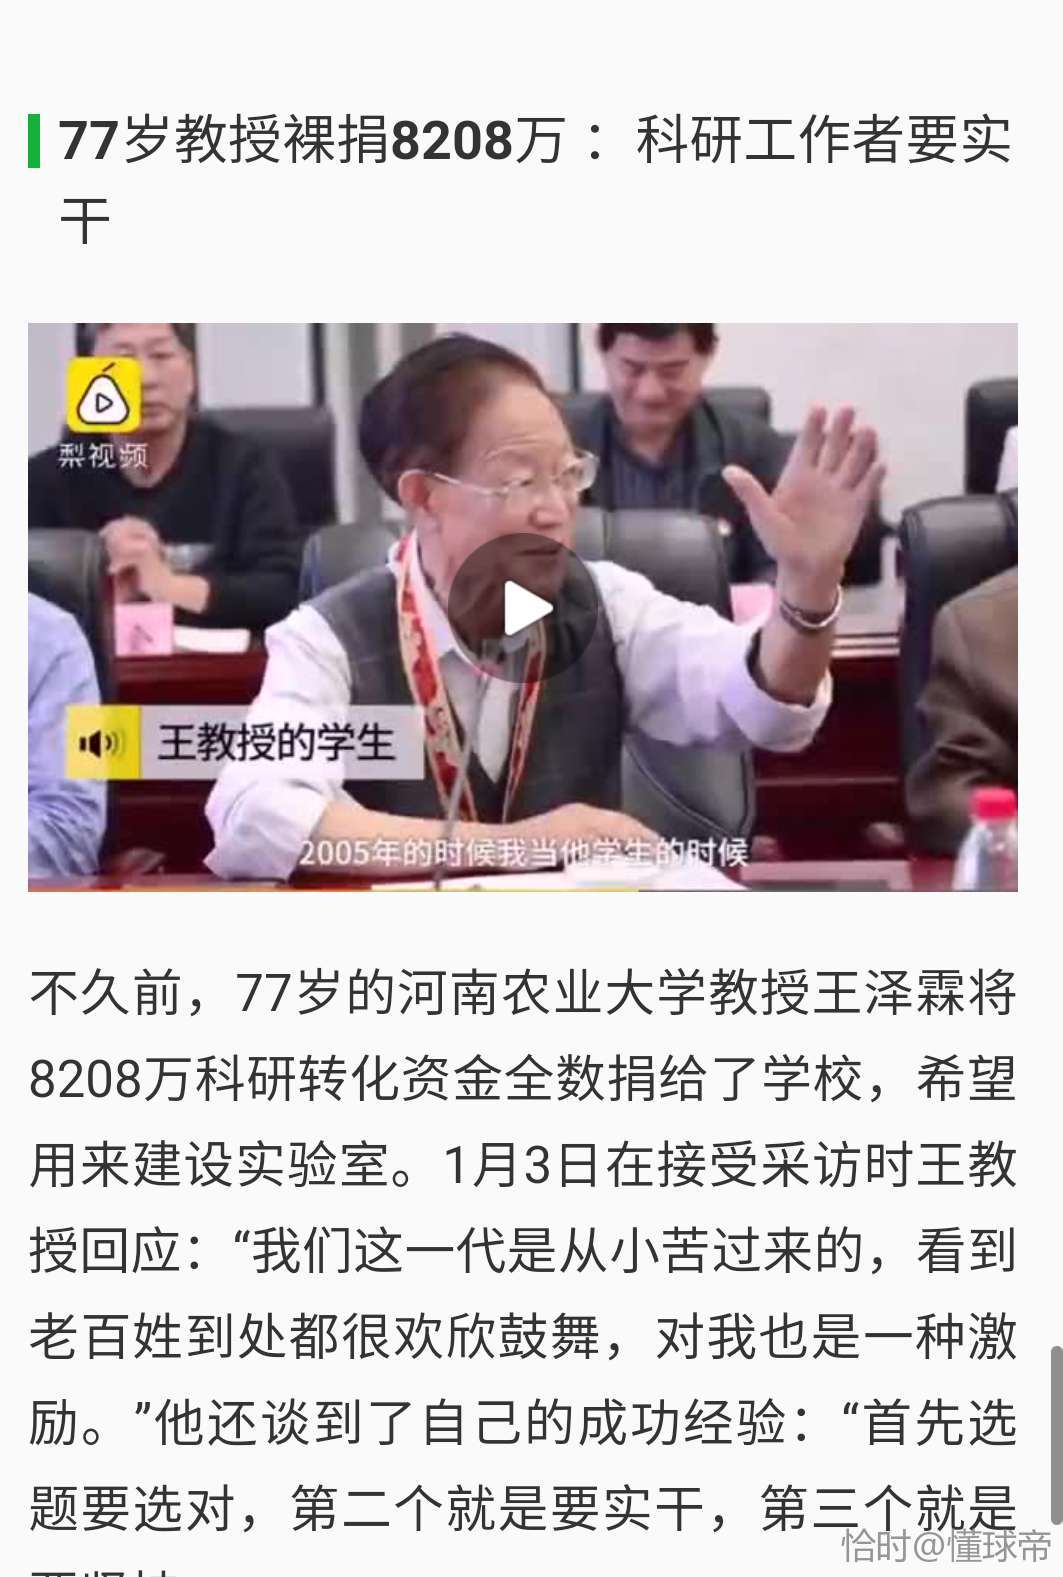 77岁教授裸捐8208万 ：科研工作者要实
干
梨视频
王教授的学生
2005年的时候我当他学生的时候
不久前，77岁的河南农业大学教授王泽霖将
8208万科研转化资金全数捐给了学校，希望
用来建设实验室。1月3日在接受采访时王教
授回应：“我们这一代是从小苦过来的，看到
老百姓到处都很欢欣鼓舞，对我也是一种激
励。”他还谈到了自己的成功经验：“首先选
题要选对，第二个就是要实干，第三个就是
恰时@懂球帝